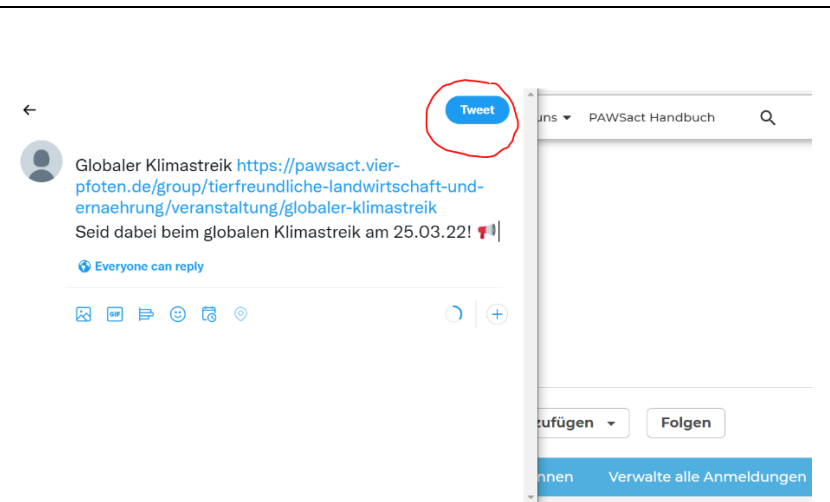 Tweet
Globaler Klimastreik https://pawsact.vier-
pfoten.de/group/tierfreundliche-landwirtschaft-und-
ernaehrung/veranstaltung/globaler-klimastreik
Seid dabei beim globalen Klimastreik am 25.03.22! 📢
Everyone can reply
GIF
uns PAWSact Handbuch
zufügen Folgen
nnen Verwalte alle Anmeldungen